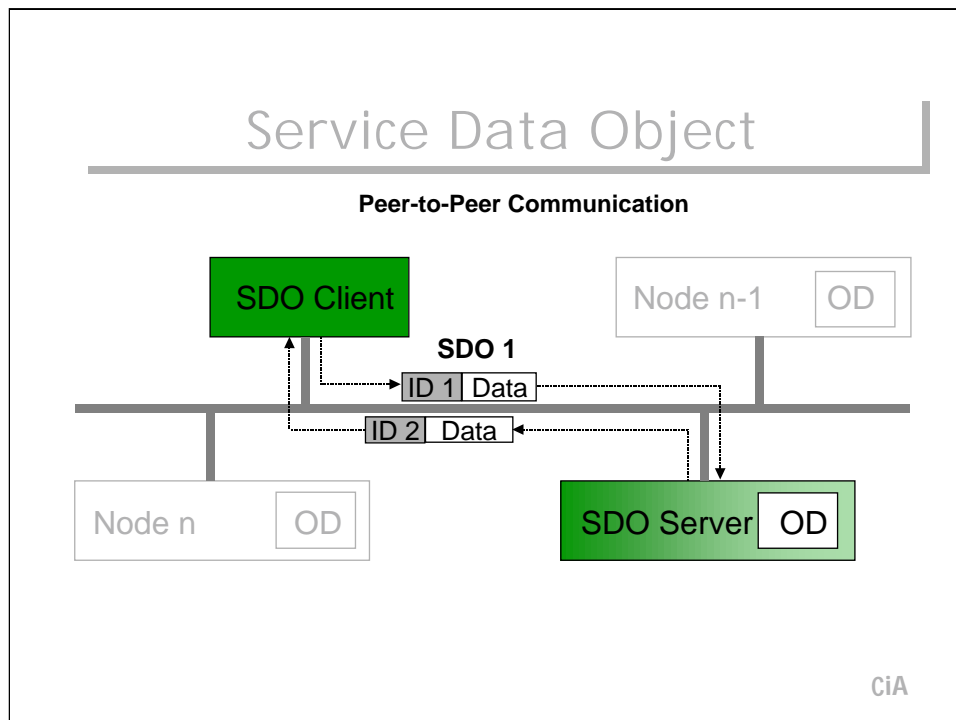 Service Data Object
Peer-to-Peer Communication
SDO Client
Node n-1
OD
SDO 1
ID 1
Data
ID 2
Data
Node n
OD
SDO Server
OD
CiA